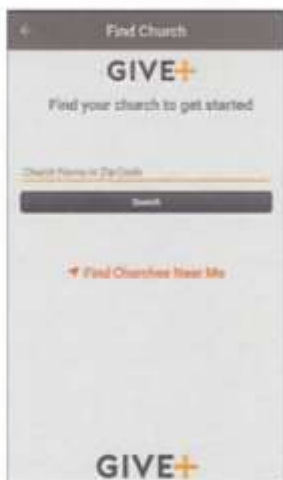 ←
Find Church
GIVE+
Find your church to get started
Church Name or Zip Code
Search
Find Churches Near Me
GIVE+